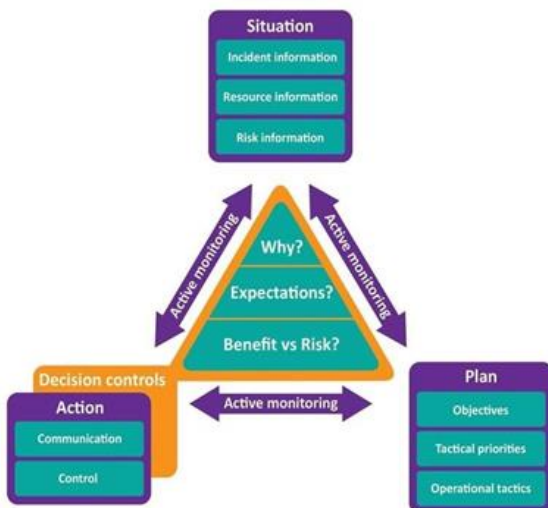 Situation
Incident information
Resource information
Risk information
Active monitoring
Active monitoring
Why?
Expectations?
Benefit vs Risk?
Decision controls
Action
Communication
Control
Active monitoring
Plan
Objectives
Tactical priorities
Operational tactics